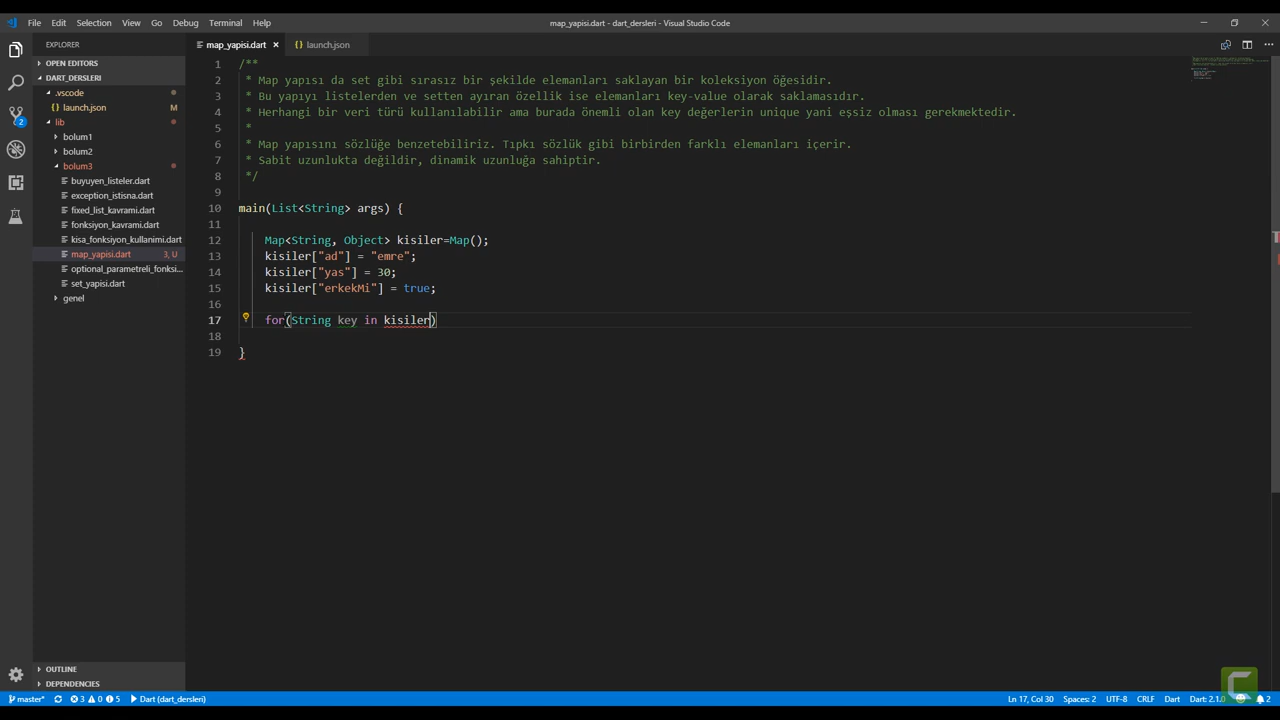 File Edit Selection View Go Debug Terminal Help
map_yapisi.dart - dart_dersleri - Visual Studio Code
EXPLORER
OPEN EDITORS
DART_DERSLERI
.vscode
launch.json M
lib
bolum1
bolum2
bolum3
buyuyen_listeler.dart
exception_istisna.dart
fixed_list_kavrami.dart
fonksiyon_kavrami.dart
kisa_fonksiyon_kullanimi.dart
map_yapisi.dart 3, U
optional_parametreli_fonksi...
set_yapisi.dart
genel
OUTLINE
DEPENDENCIES
map_yapisi.dart
launch.json
1 /**
2 * Map yapısı da set gibi sırasız bir şekilde elemanları saklayan bir koleksiyon öğesidir.
3 * Bu yapıyı listelerden ve setten ayıran özellik ise elemanları key-value olarak saklamasıdır.
4 * Herhangi bir veri türü kullanılabilir ama burada önemli olan key değerlerin unique yani eşsiz olması gerekmektedir.
5 *
6 * Map yapısını sözlüğe benzetebiliriz. Tıpkı sözlük gibi birbirden farklı elemanları içerir.
7 * Sabit uzunlukta değildir, dinamik uzunluğa sahiptir.
8 */
9
10 main(List<String> args) {
11
12 Map<String, Object> kisiler=Map();
13 kisiler["ad"] = "emre";
14 kisiler["yas"] = 30;
15 kisiler["erkekMi"] = true;
16
17 for(String key in kisiler)
18
19 }
2
master* 3 0 5 Dart (dart_dersleri)
Ln 17, Col 30 Spaces: 2 UTF-8 CRLF Dart Dart: 2.1.0 2